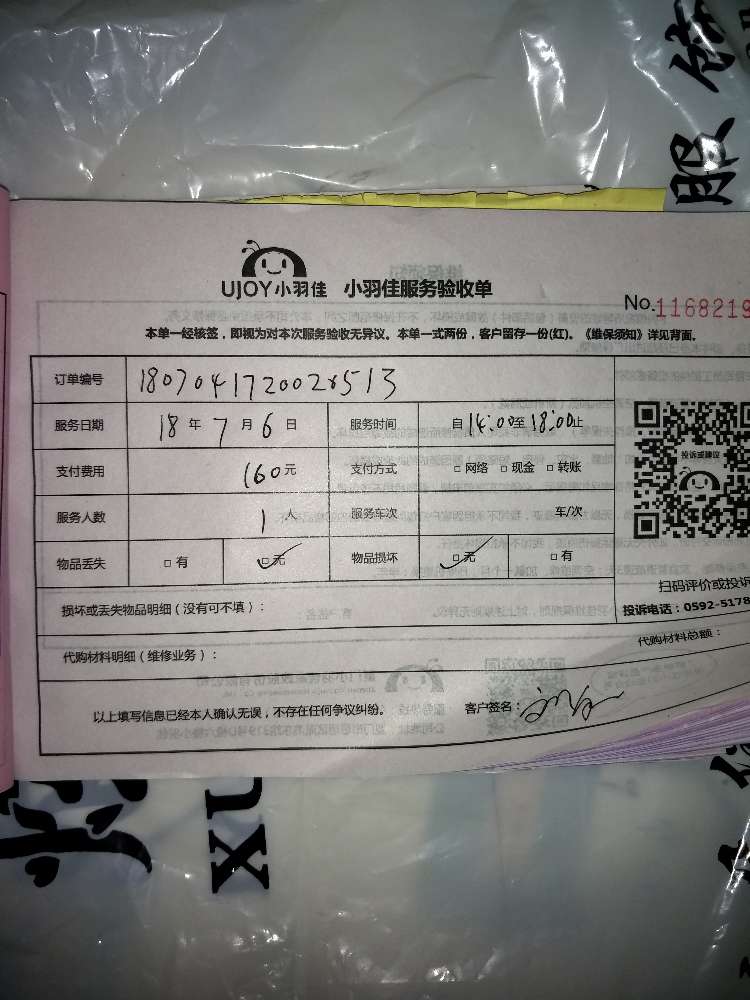 UJOY小羽佳 小羽佳服务验收单
No.1168219
本单一经核签，即视为对本次服务验收无异议。本单一式两份，客户留存一份(红)。《维保须知》详见背面。
订单编号
服务日期 18 年 7 月 6 日 服务时间 自 14:00 至 18:00 止
支付费用 160 元 支付方式 □ 网络 □ 现金 □ 转账
投诉或建议
服务人数 1 人 服务车次 车/次
物品丢失 □ 有 □ 无 物品损坏 □ 无 □ 有
扫码评价或投诉
损坏或丢失物品明细（没有可不填）：
投诉电话：0592-5178
代购材料明细（维修业务）：
代购材料总额：
以上填写信息已经本人确认无误，不存在任何争议纠纷。 客户签名：
服 饰
XU